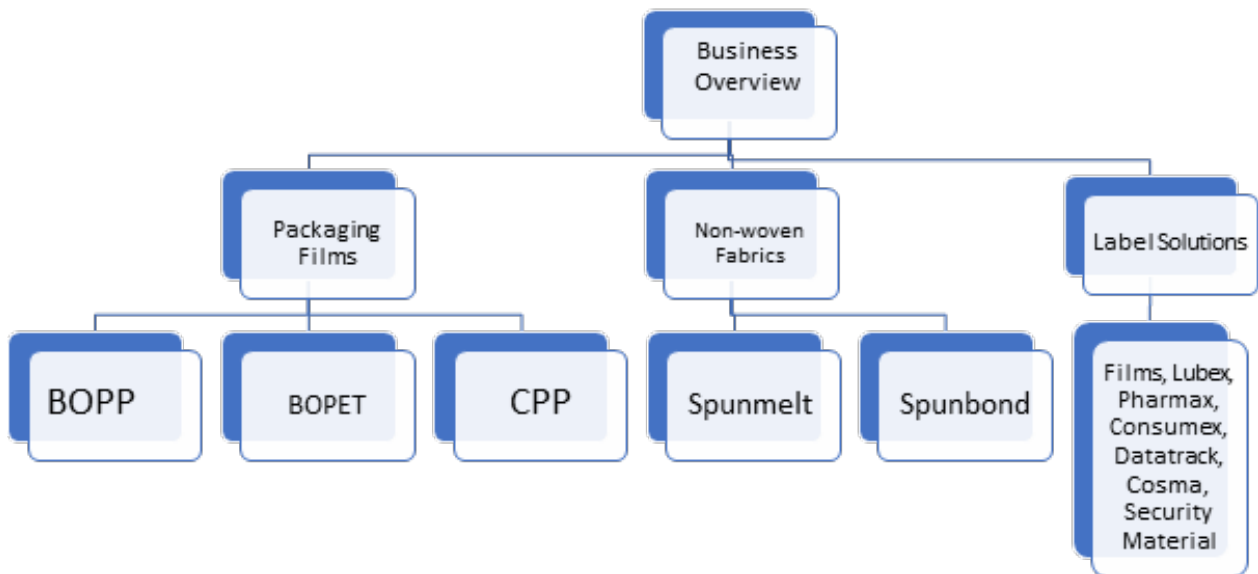 Business
Overview
Packaging
Films
Non-woven
Fabrics
Label Solutions
BOPP
BOPET
CPP
Spunmelt
Spunbond
Films, Lubex,
Pharmax,
Consumex,
Datatrack,
Cosma,
Security
Material